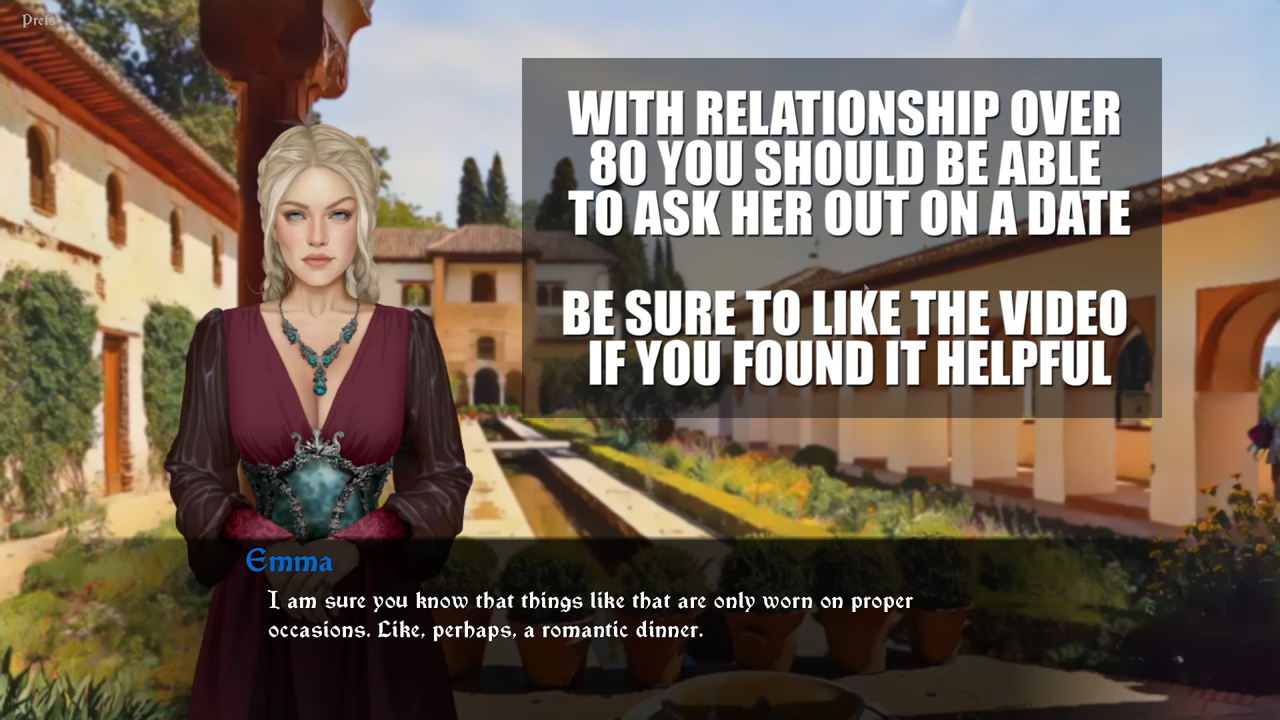 Prefs
WITH RELATIONSHIP OVER
80 YOU SHOULD BE ABLE
TO ASK HER OUT ON A DATE
BE SURE TO LIKE THE VIDEO
IF YOU FOUND IT HELPFUL
Emma
I am sure you know that things like that are only worn on proper
occasions. Like, perhaps, a romantic dinner.